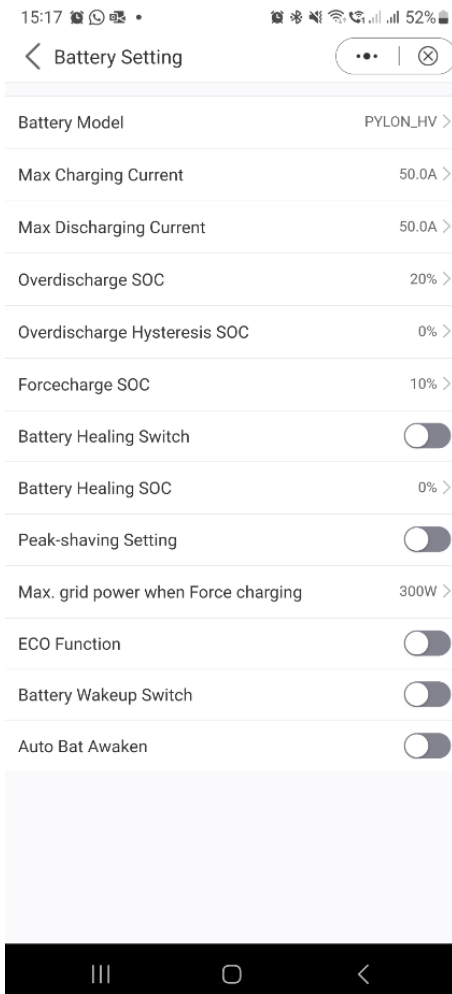 15:17 52%
Battery Setting
Battery Model PYLON_HV
Max Charging Current 50.0A
Max Discharging Current 50.0A
Overdischarge SOC 20%
Overdischarge Hysteresis SOC 0%
Forcecharge SOC 10%
Battery Healing Switch
Battery Healing SOC 0%
Peak-shaving Setting
Max. grid power when Force charging 300W
ECO Function
Battery Wakeup Switch
Auto Bat Awaken